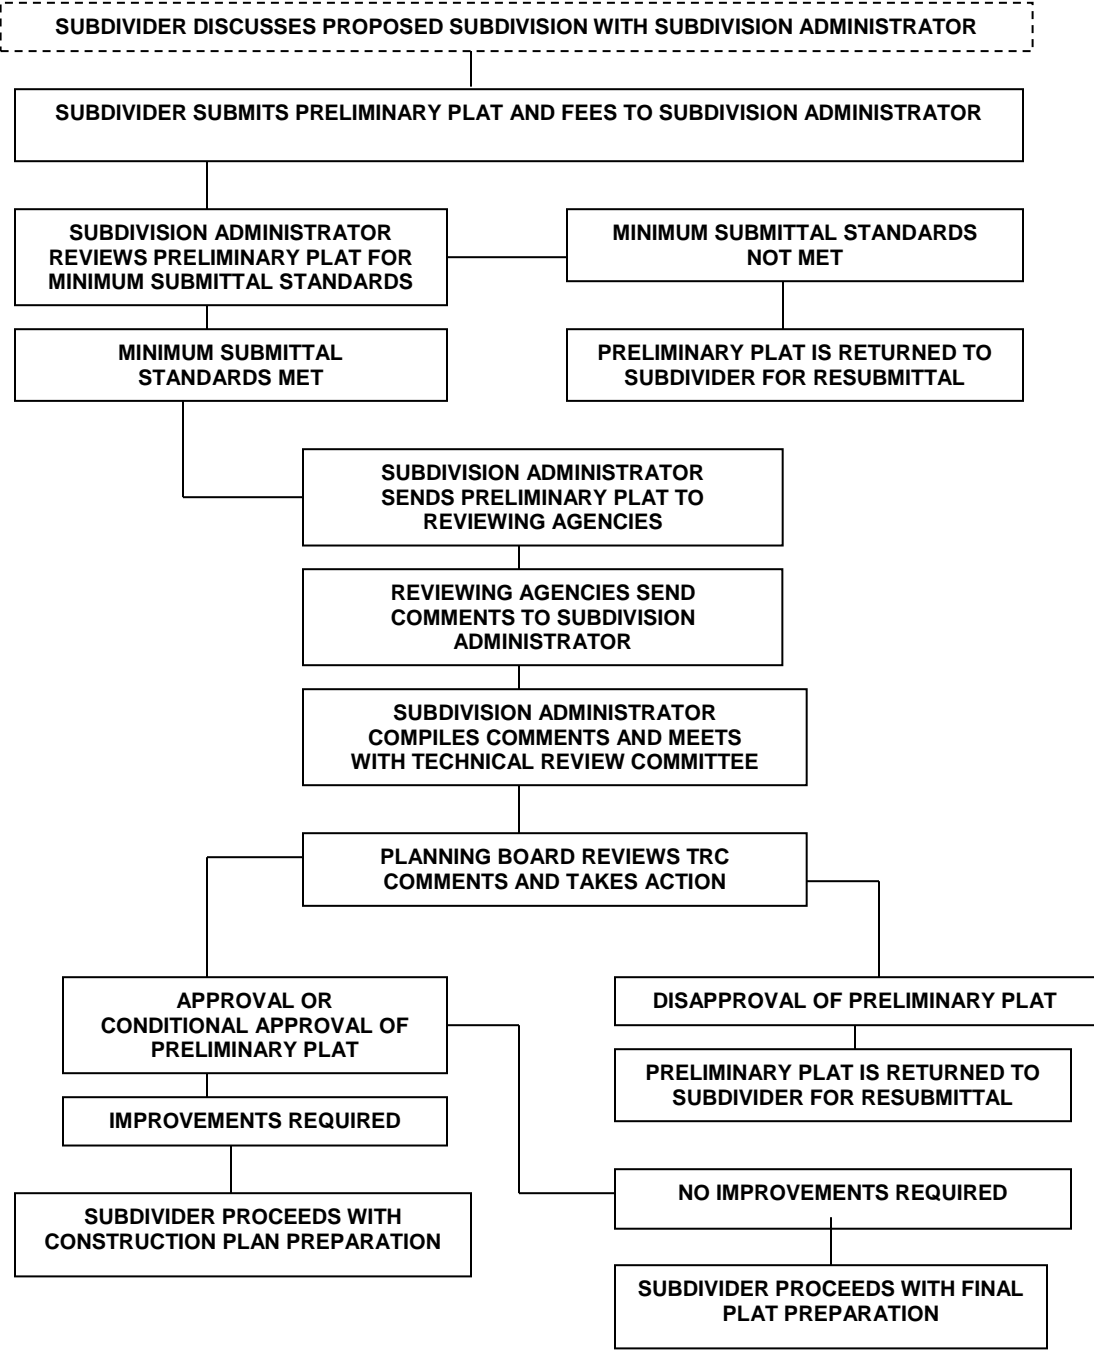 SUBDIVIDER DISCUSSES PROPOSED SUBDIVISION WITH SUBDIVISION ADMINISTRATOR
SUBDIVIDER SUBMITS PRELIMINARY PLAT AND FEES TO SUBDIVISION ADMINISTRATOR
SUBDIVISION ADMINISTRATOR
REVIEWS PRELIMINARY PLAT FOR
MINIMUM SUBMITTAL STANDARDS
MINIMUM SUBMITTAL STANDARDS
NOT MET
MINIMUM SUBMITTAL
STANDARDS MET
PRELIMINARY PLAT IS RETURNED TO
SUBDIVIDER FOR RESUBMITTAL
SUBDIVISION ADMINISTRATOR
SENDS PRELIMINARY PLAT TO
REVIEWING AGENCIES
REVIEWING AGENCIES SEND
COMMENTS TO SUBDIVISION
ADMINISTRATOR
SUBDIVISION ADMINISTRATOR
COMPILES COMMENTS AND MEETS
WITH TECHNICAL REVIEW COMMITTEE
PLANNING BOARD REVIEWS TRC
COMMENTS AND TAKES ACTION
APPROVAL OR
CONDITIONAL APPROVAL OF
PRELIMINARY PLAT
DISAPPROVAL OF PRELIMINARY PLAT
PRELIMINARY PLAT IS RETURNED TO
SUBDIVIDER FOR RESUBMITTAL
IMPROVEMENTS REQUIRED
NO IMPROVEMENTS REQUIRED
SUBDIVIDER PROCEEDS WITH
CONSTRUCTION PLAN PREPARATION
SUBDIVIDER PROCEEDS WITH FINAL
PLAT PREPARATION